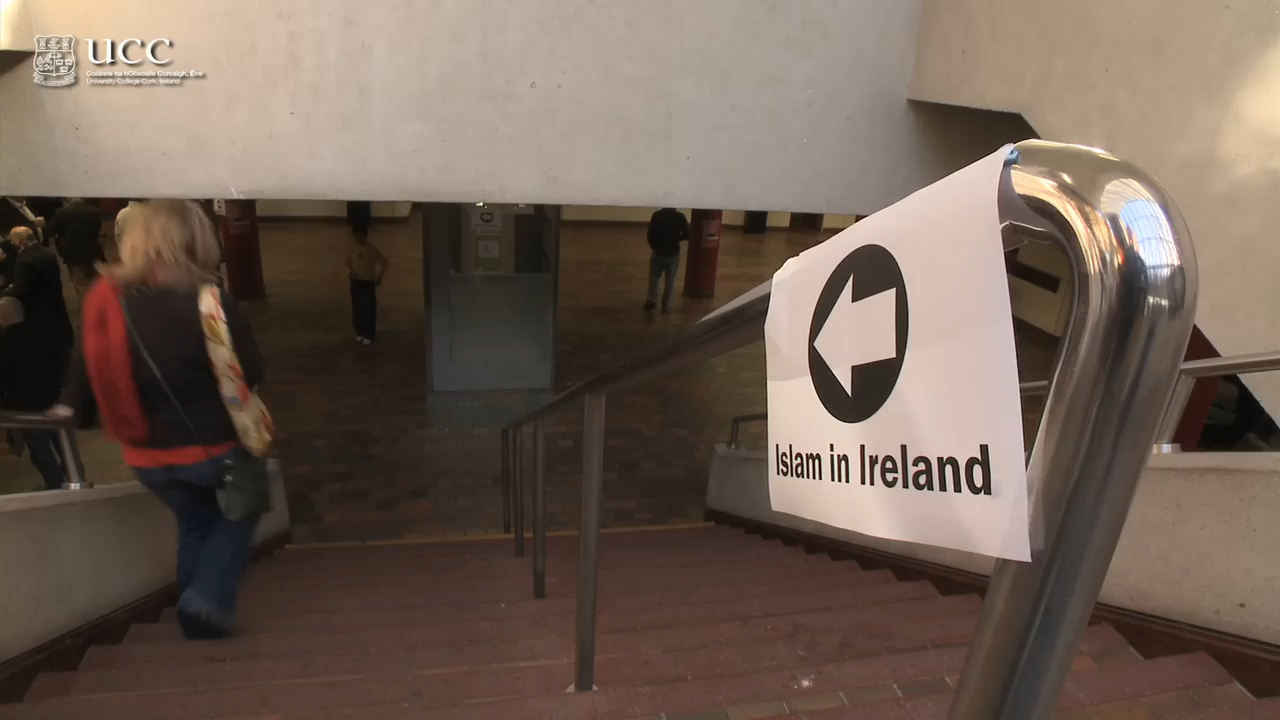 UCC
Coláiste na hOllscoile Corcaigh, Éire
University College Cork, Ireland
Islam in Ireland